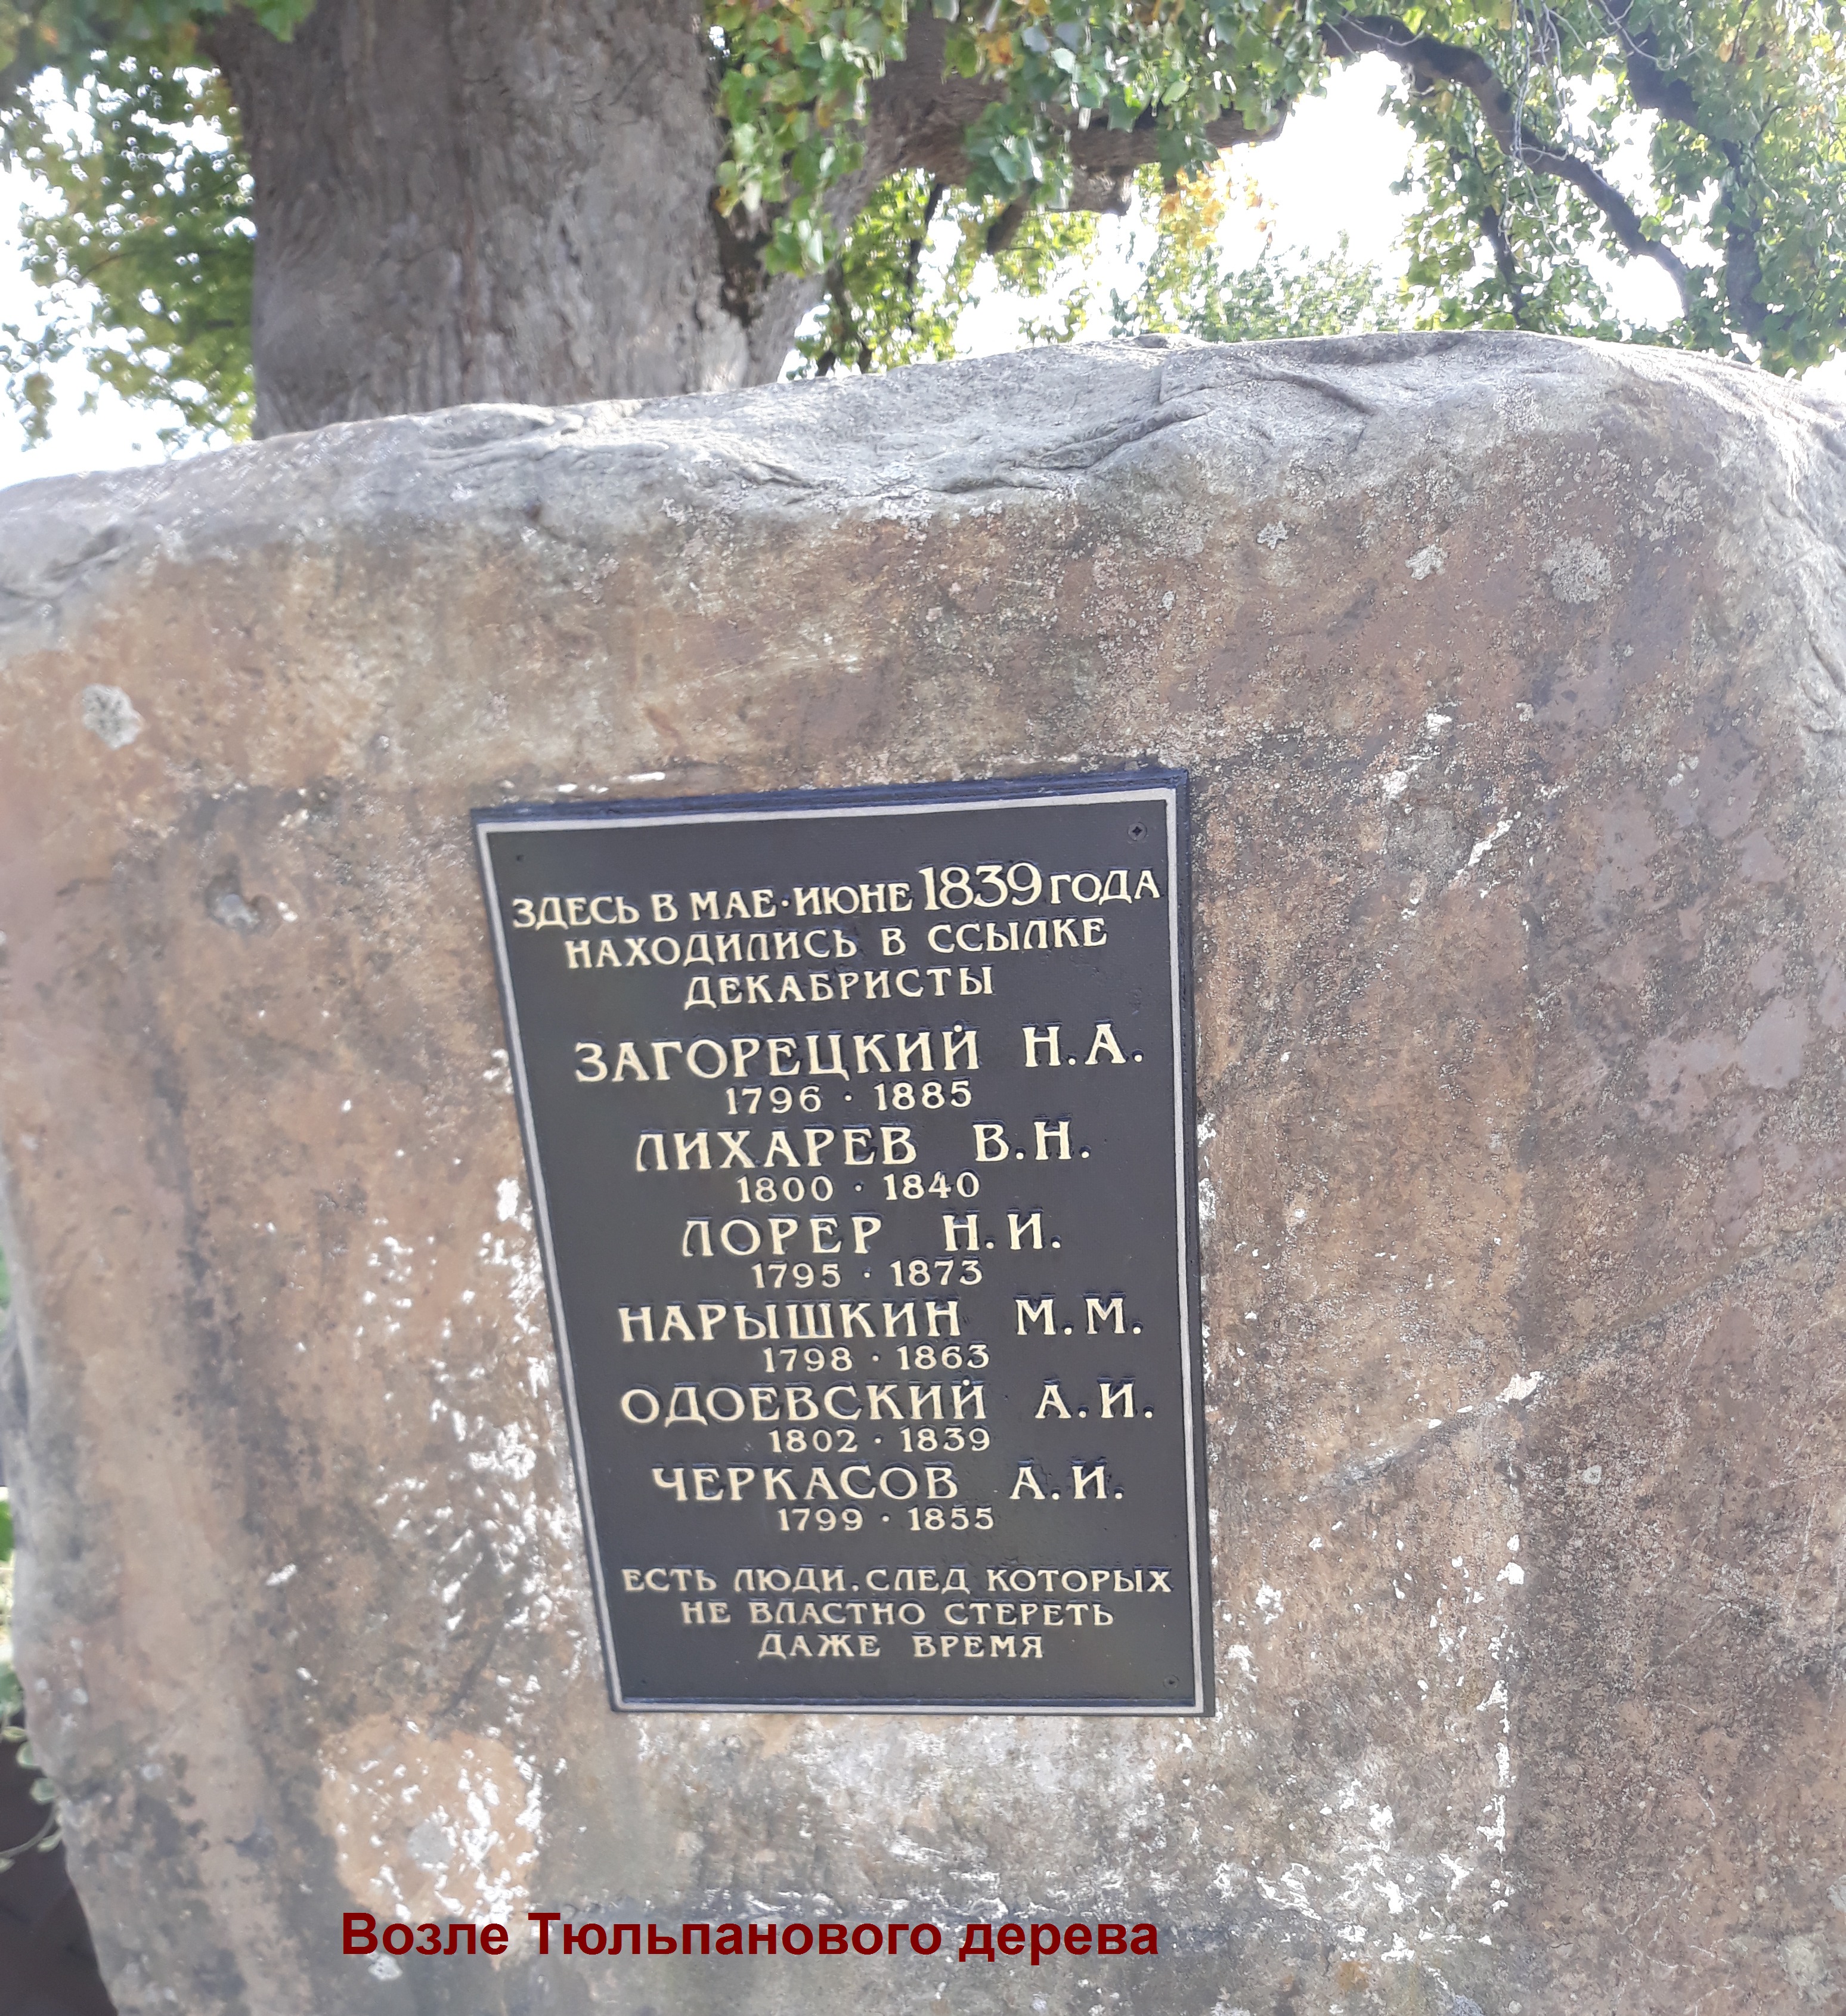 ЗДЕСЬ В МАЕ·ИЮНЕ 1839 ГОДА
НАХОДИЛИСЬ В ССЫЛКЕ
ДЕКАБРИСТЫ
ЗАГОРЕЦКИЙ Н.А.
1796 · 1885
ЛИХАРЕВ В.Н.
1800 · 1840
ЛОРЕР Н.И.
1795 · 1873
НАРЫШКИН М.М.
1798 · 1863
ОДОЕВСКИЙ А.И.
1802 · 1839
ЧЕРКАСОВ А.И.
1799 · 1855
ЕСТЬ ЛЮДИ, СЛЕД КОТОРЫХ
НЕ ВЛАСТНО СТЕРЕТЬ
ДАЖЕ ВРЕМЯ
Возле Тюльпанового дерева